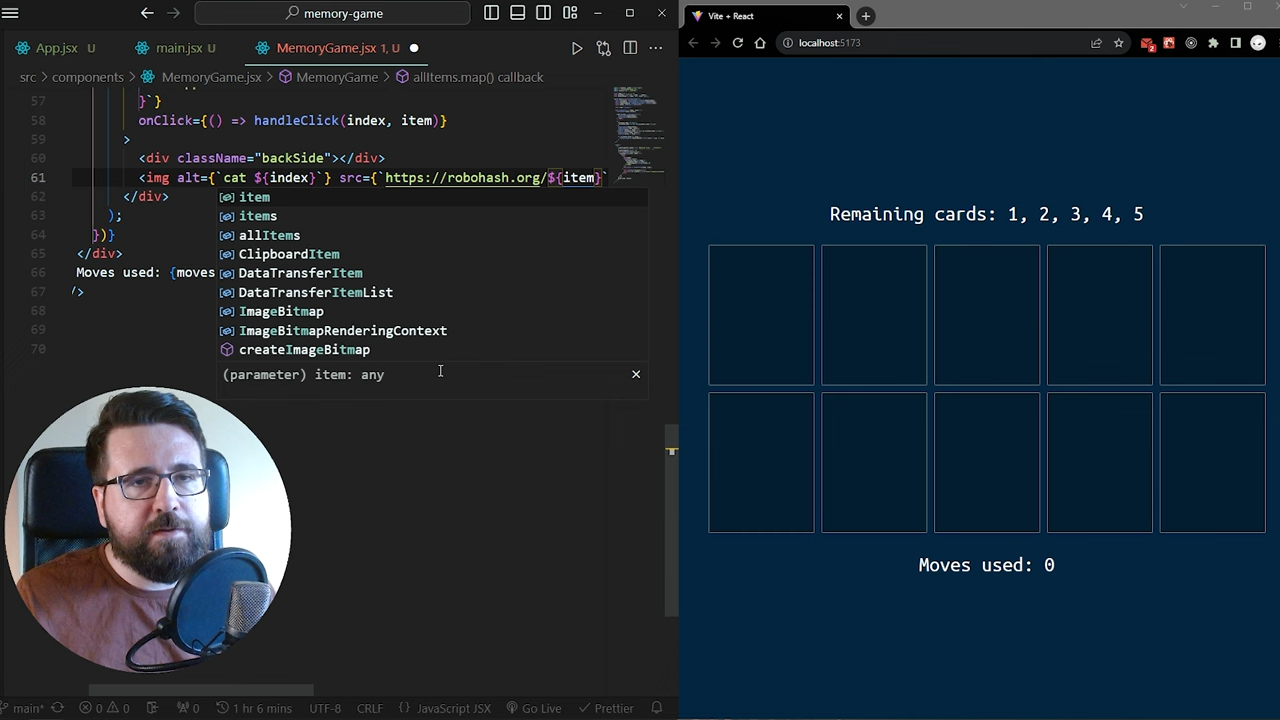 memory-game
Vite + React
App.jsx U
main.jsx U
MemoryGame.jsx 1, U
localhost:5173
2
src > components > MemoryGame.jsx > MemoryGame > allItems.map() callback
57 }`}
58 onClick={() => handleClick(index, item)}
59 >
60 <div className="backSide"></div>
61 <img alt={`cat ${index}`} src={`https://robohash.org/${item}`
62 </div>
63 );
64 })}
65 </div>
66 Moves used: {moves
67 />
68
69
70
item
items
allItems
ClipboardItem
DataTransferItem
DataTransferItemList
ImageBitmap
ImageBitmapRenderingContext
createImageBitmap
(parameter) item: any
Remaining cards: 1, 2, 3, 4, 5
Moves used: 0
main* 0 0 0 1 hr 6 mins UTF-8 CRLF {} JavaScript JSX Go Live Prettier